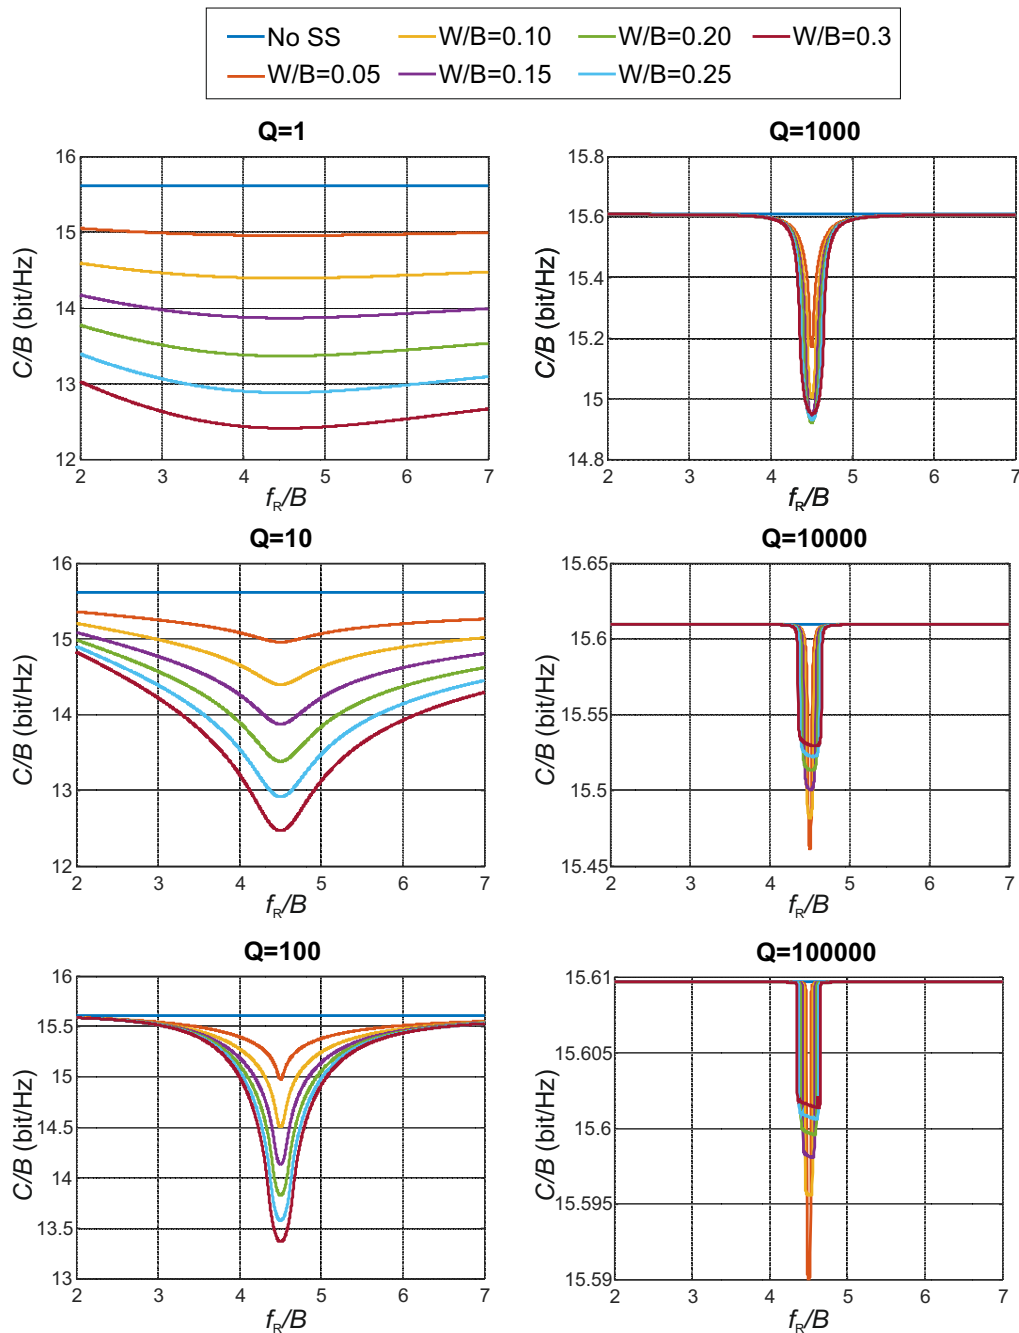 No SS W/B=0.10 W/B=0.20 W/B=0.3
W/B=0.05 W/B=0.15 W/B=0.25
Q=1
16
15
14
13
12
C/B (bit/Hz)
2 3 4 5 6 7
fR/B
Q=1000
15.8
15.6
15.4
15.2
15
14.8
C/B (bit/Hz)
2 3 4 5 6 7
fR/B
Q=10
16
15
14
13
12
C/B (bit/Hz)
2 3 4 5 6 7
fR/B
Q=10000
15.65
15.6
15.55
15.5
15.45
C/B (bit/Hz)
2 3 4 5 6 7
fR/B
Q=100
16
15.5
15
14.5
14
13.5
13
C/B (bit/Hz)
2 3 4 5 6 7
fR/B
Q=100000
15.61
15.605
15.6
15.595
15.59
C/B (bit/Hz)
2 3 4 5 6 7
fR/B